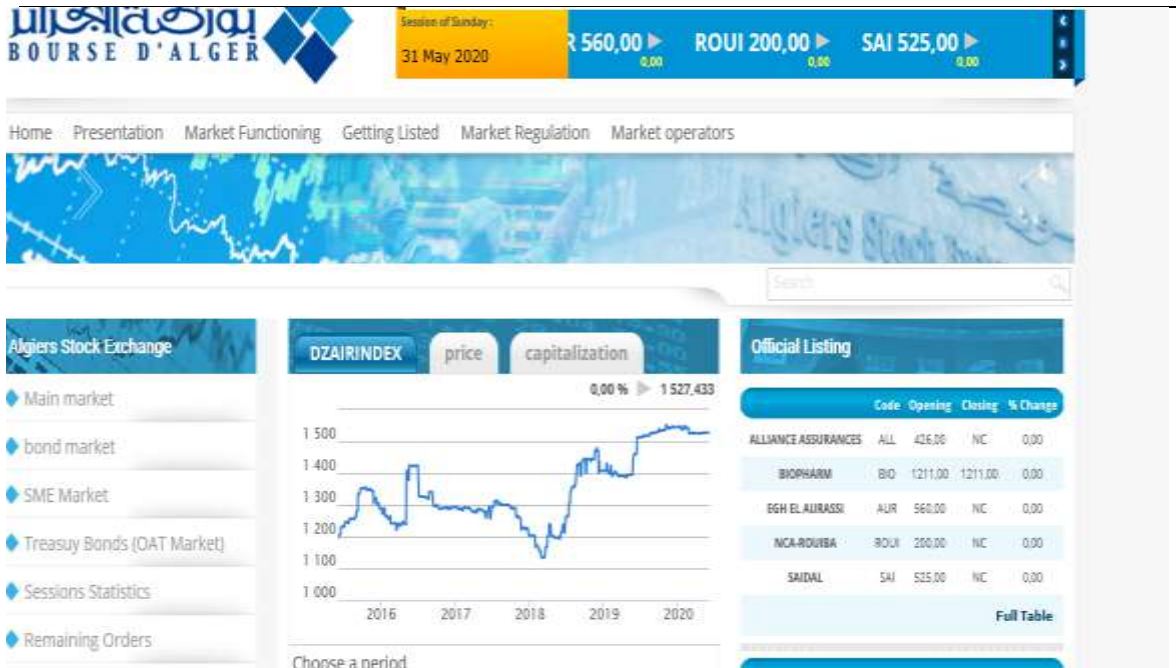 بورصة الجزائر
BOURSE D'ALGER
Session of Sunday :
31 May 2020
R 560,00
0,00
ROUI 200,00
0,00
SAI 525,00
0,00
Home Presentation Market Functioning Getting Listed Market Regulation Market operators
Algiers Stock
Search
Algiers Stock Exchange
Main market
bond market
SME Market
Treasuy Bonds (OAT Market)
Sessions Statistics
Remaining Orders
DZAIRINDEX price capitalization
0,00 % 1 527,433
1 500
1 400
1 300
1 200
1 100
1 000
2016 2017 2018 2019 2020
Choose a period
Official Listing
Code Opening Closing % Change
ALLIANCE ASSURANCES ALL 426,00 NC 0,00
BIOPHARM BIO 1211,00 1211,00 0,00
EGH EL AURASSI AUR 560,00 NC 0,00
NCA-ROUIBA ROUI 200,00 NC 0,00
SAIDAL SAI 525,00 NC 0,00
Full Table